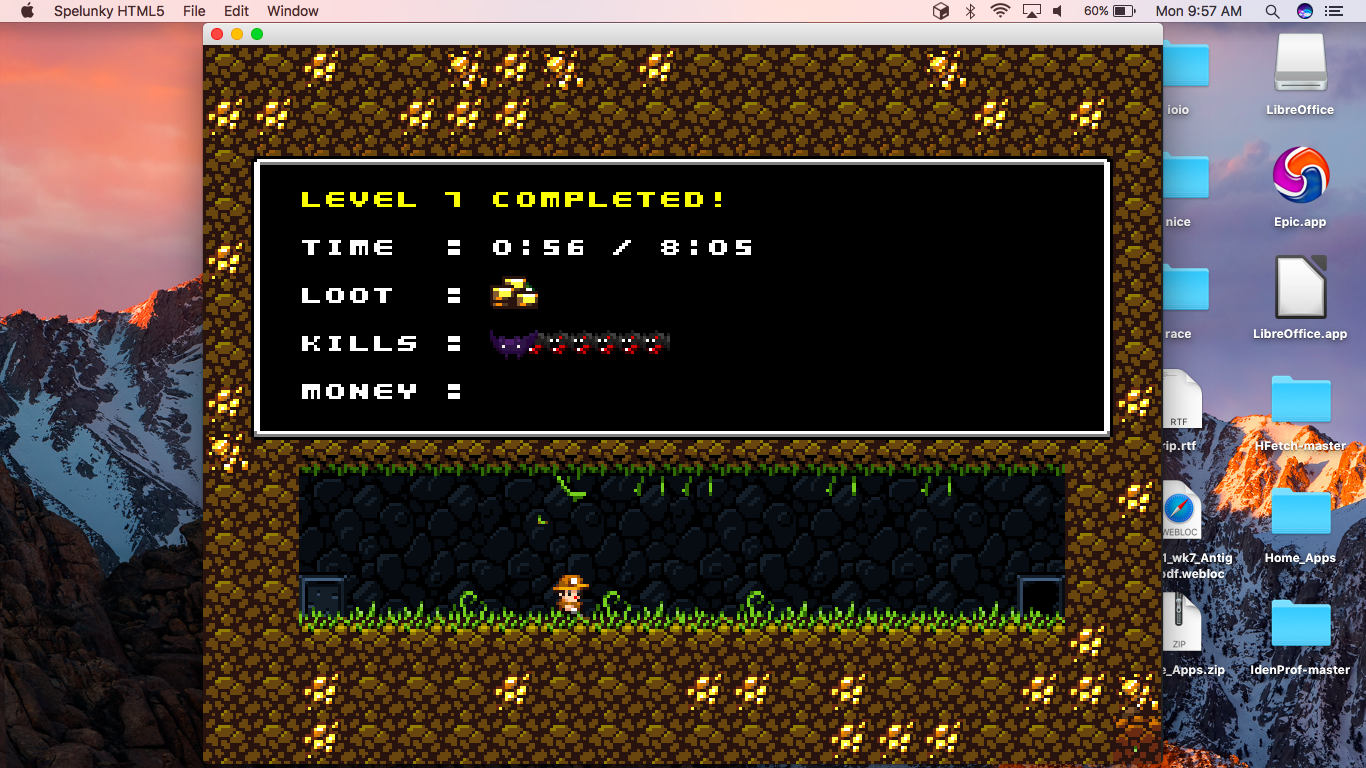 Spelunky HTML5 File Edit Window 60% Mon 9:57 AM
LEVEL 7 COMPLETED!
TIME : 0:56 / 8:05
LOOT :
KILLS :
MONEY :
ioio
LibreOffice
nice
Epic.app
race
LibreOffice.app
RTF
rip.rtf
HFetch-master
WEBLOC
1_wk7_Antig
df.webloc
Home_Apps
ZIP
e_Apps.zip
IdenProf-master